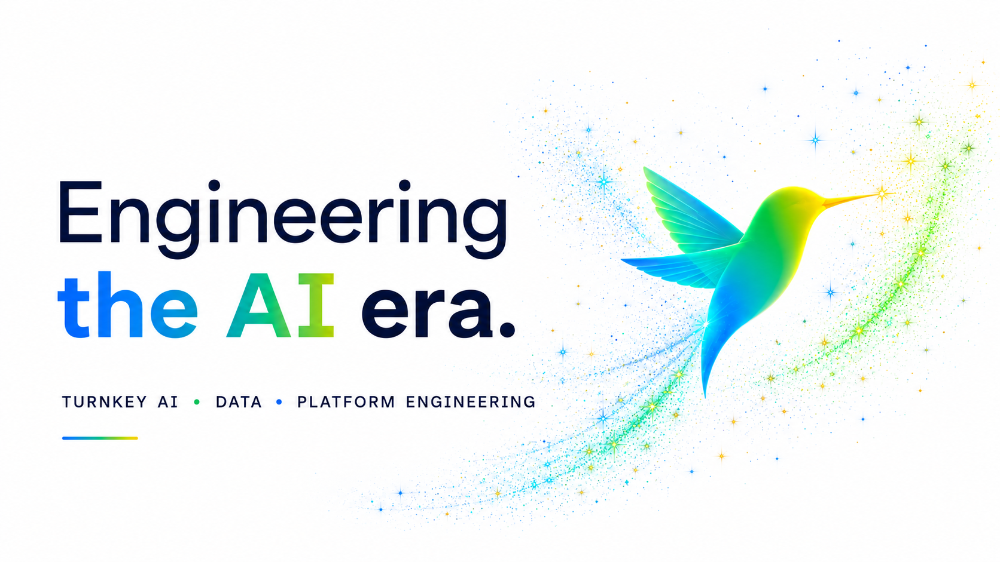 Engineering
the AI era.
TURNKEY AI • DATA • PLATFORM ENGINEERING